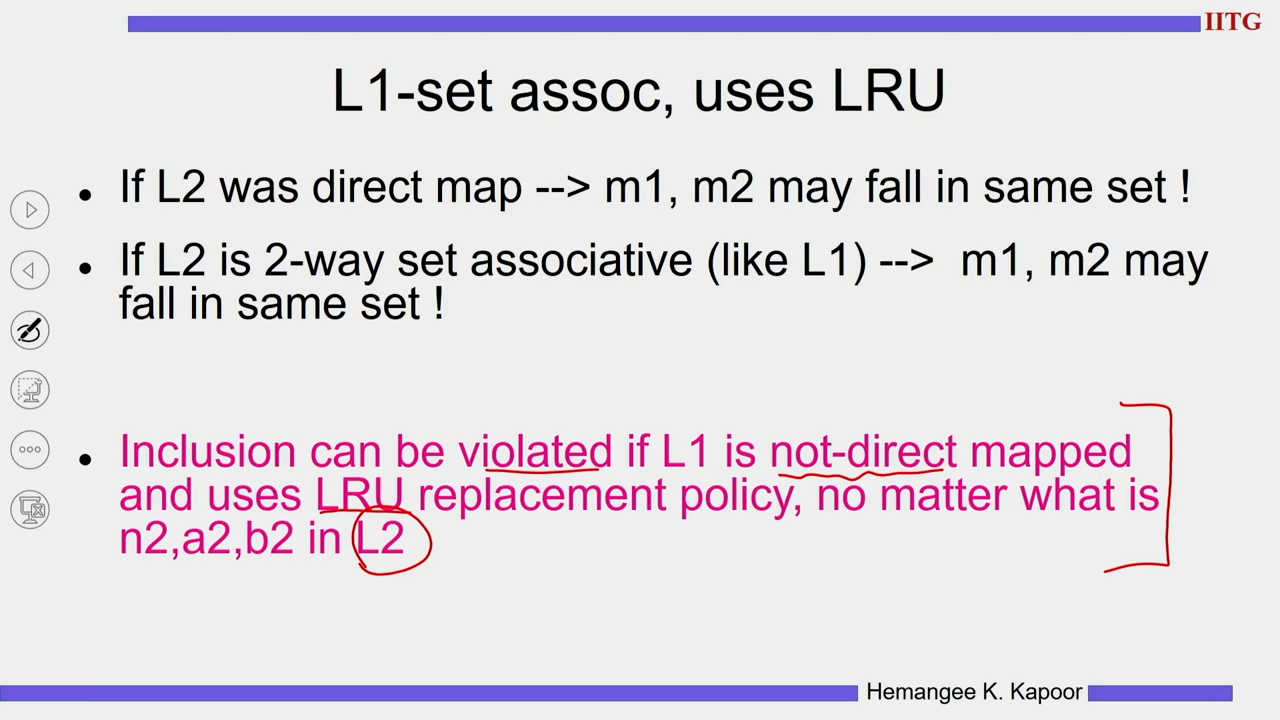 IITG
L1-set assoc, uses LRU
● If L2 was direct map --> m1, m2 may fall in same set !
● If L2 is 2-way set associative (like L1) --> m1, m2 may
fall in same set !
● Inclusion can be violated if L1 is not-direct mapped
and uses LRU replacement policy, no matter what is
n2,a2,b2 in L2
Hemangee K. Kapoor